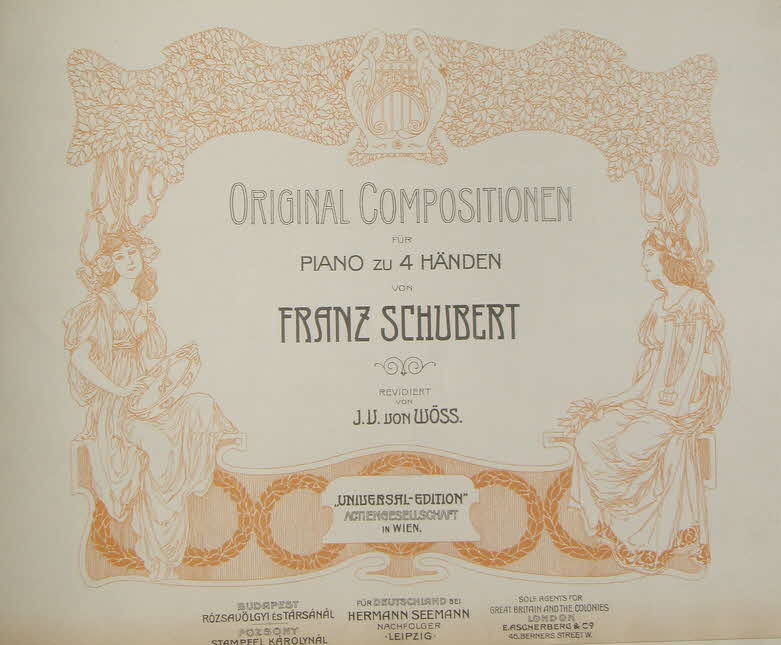 ORIGINAL COMPOSITIONEN
FÜR
PIANO ZU 4 HÄNDEN
VON
FRANZ SCHUBERT
REVIDIERT
VON
J.V. VON WÖSS.
„UNIVERSAL-EDITION"
ACTIENGESELLSCHAFT
IN WIEN.
BUDAPEST
RÓZSAVÖLGYI ÉS TÁRSÁNÁL
POZSONY
STAMPFEL KÁROLYNÁL
FÜR DEUTSCHLAND BEI
HERMANN SEEMANN
NACHFOLGER
·LEIPZIG·
SOLE AGENTS FOR
GREAT BRITAIN AND THE COLONIES
LONDON
E. ASCHERBERG & Cº
46, BERNERS STREET W.